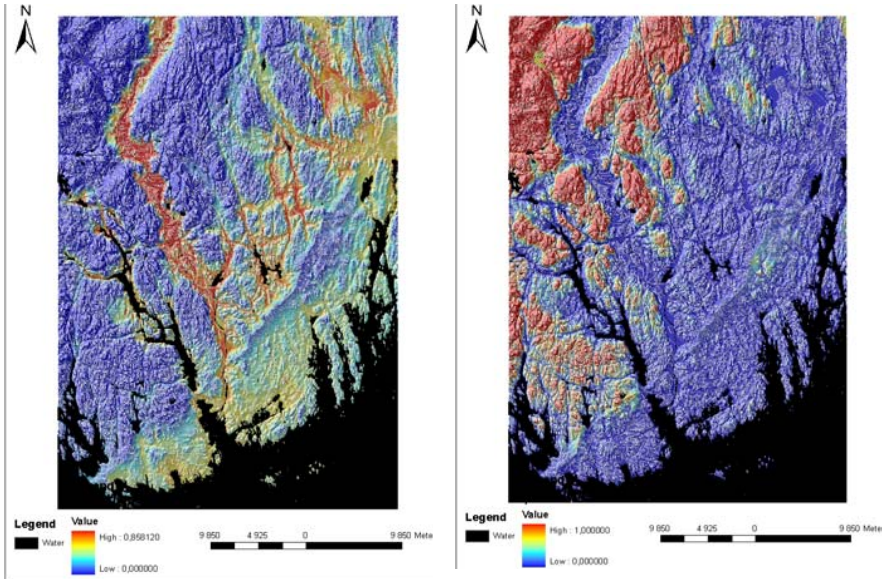 N
N
Legend
Water
Value
High : 0,858120
Low : 0,000000
9 850 4 925 0 9 850 Mete
Legend
Water
Value
High : 1,000000
Low : 0,000000
9 850 4 925 0 9 850 Mete